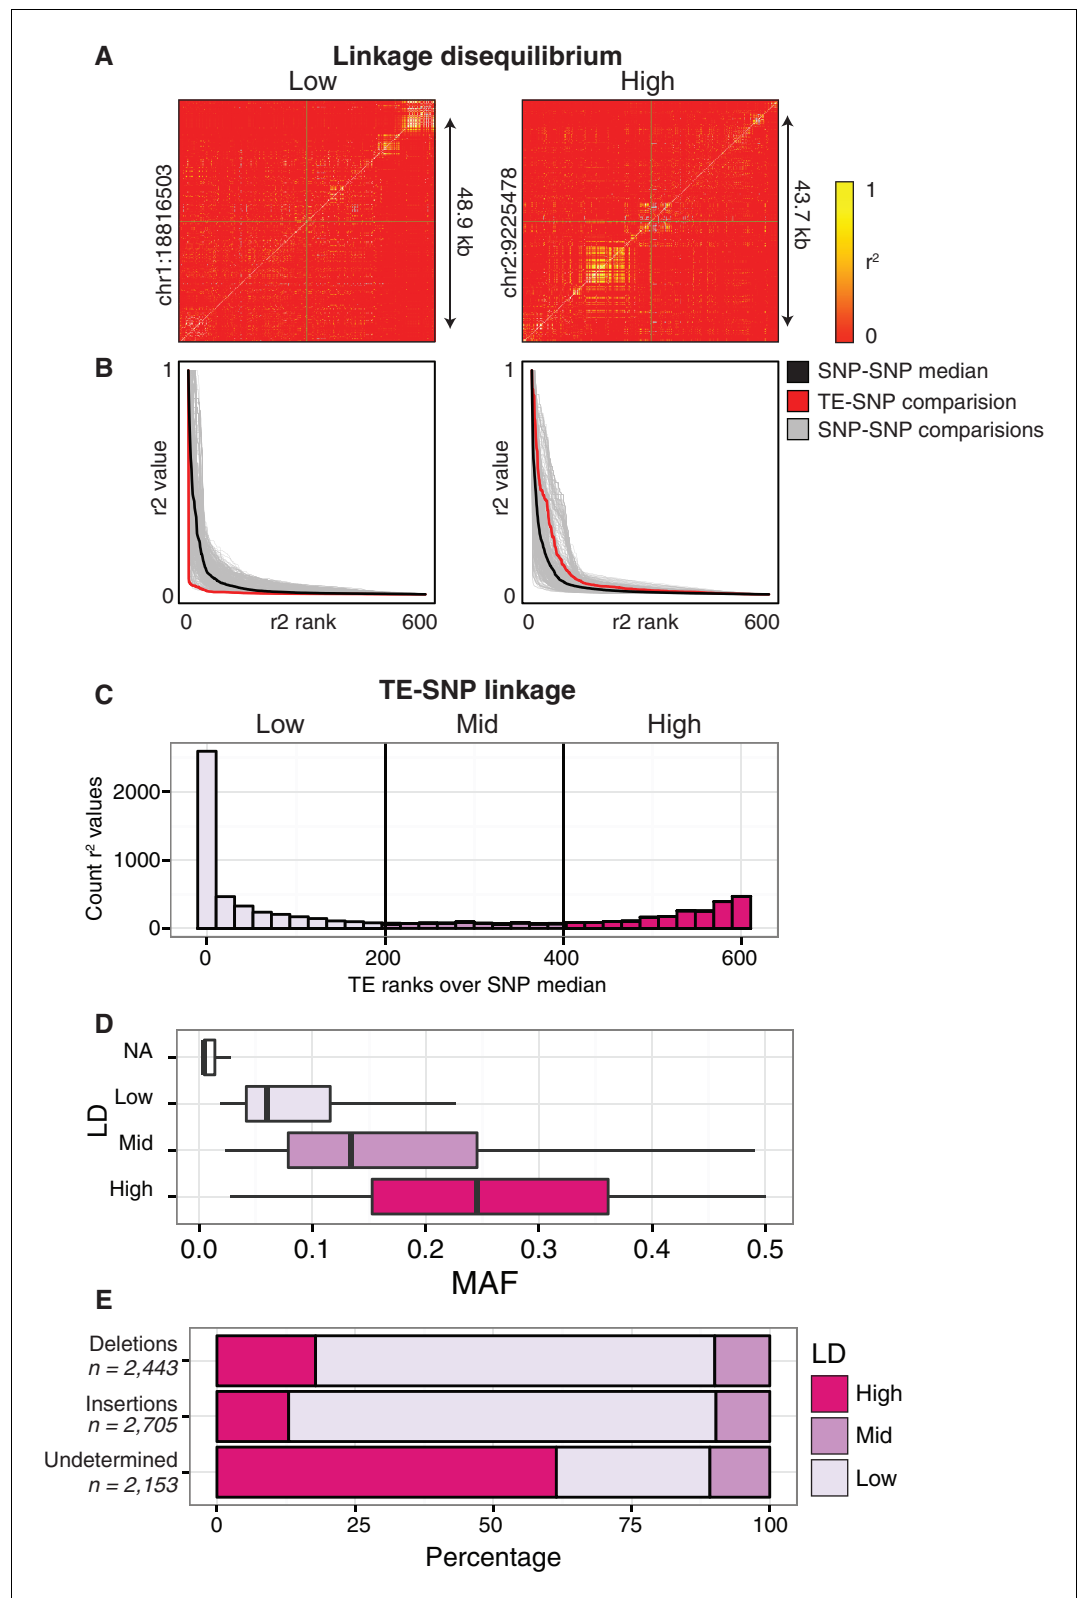 A
Linkage disequilibrium
Low
High
chr1:18816503
48.9 kb
chr2:9225478
43.7 kb
1
r²
0
B
1
r2 value
0
0
r2 rank
600
1
r2 value
0
0
r2 rank
600
SNP-SNP median
TE-SNP comparision
SNP-SNP comparisions
C
TE-SNP linkage
Low
Mid
High
Count r² values
2000
1000
0
0
200
400
600
TE ranks over SNP median
D
LD
NA
Low
Mid
High
0.0
0.1
0.2
0.3
0.4
0.5
MAF
E
Deletions
n = 2,443
Insertions
n = 2,705
Undetermined
n = 2,153
0
25
50
75
100
Percentage
LD
High
Mid
Low